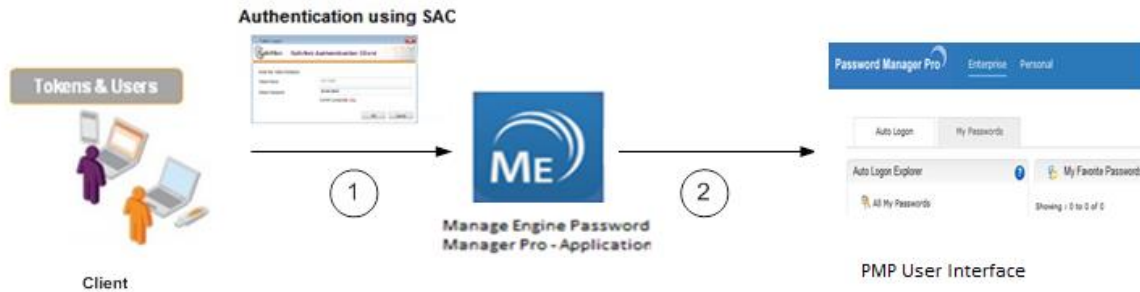 Authentication using SAC
SafeNet Authentication Client
Tokens & Users
1
ME
Manage Engine Password
Manager Pro - Application
2
Client
Password Manager Pro
Enterprise
Personal
Auto Logon
My Passwords
Auto Logon Explorer
?
My Favorite Passwords
All My Passwords
Showing : 0 to 0 of 0
PMP User Interface